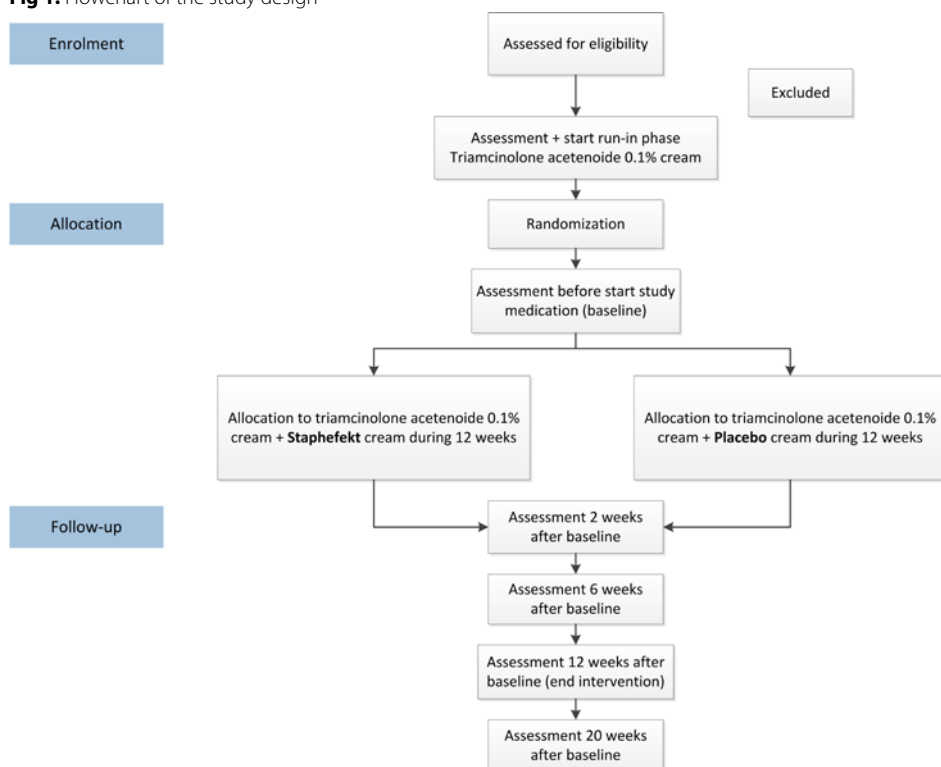 Fig 1. Flowchart of the study design
Enrolment
Assessed for eligibility
Excluded
Assessment + start run-in phase
Triamcinolone acetenoide 0.1% cream
Allocation
Randomization
Assessment before start study
medication (baseline)
Allocation to triamcinolone acetenoide 0.1%
cream + Staphefekt cream during 12 weeks
Allocation to triamcinolone acetenoide 0.1%
cream + Placebo cream during 12 weeks
Follow-up
Assessment 2 weeks
after baseline
Assessment 6 weeks
after baseline
Assessment 12 weeks after
baseline (end intervention)
Assessment 20 weeks
after baseline